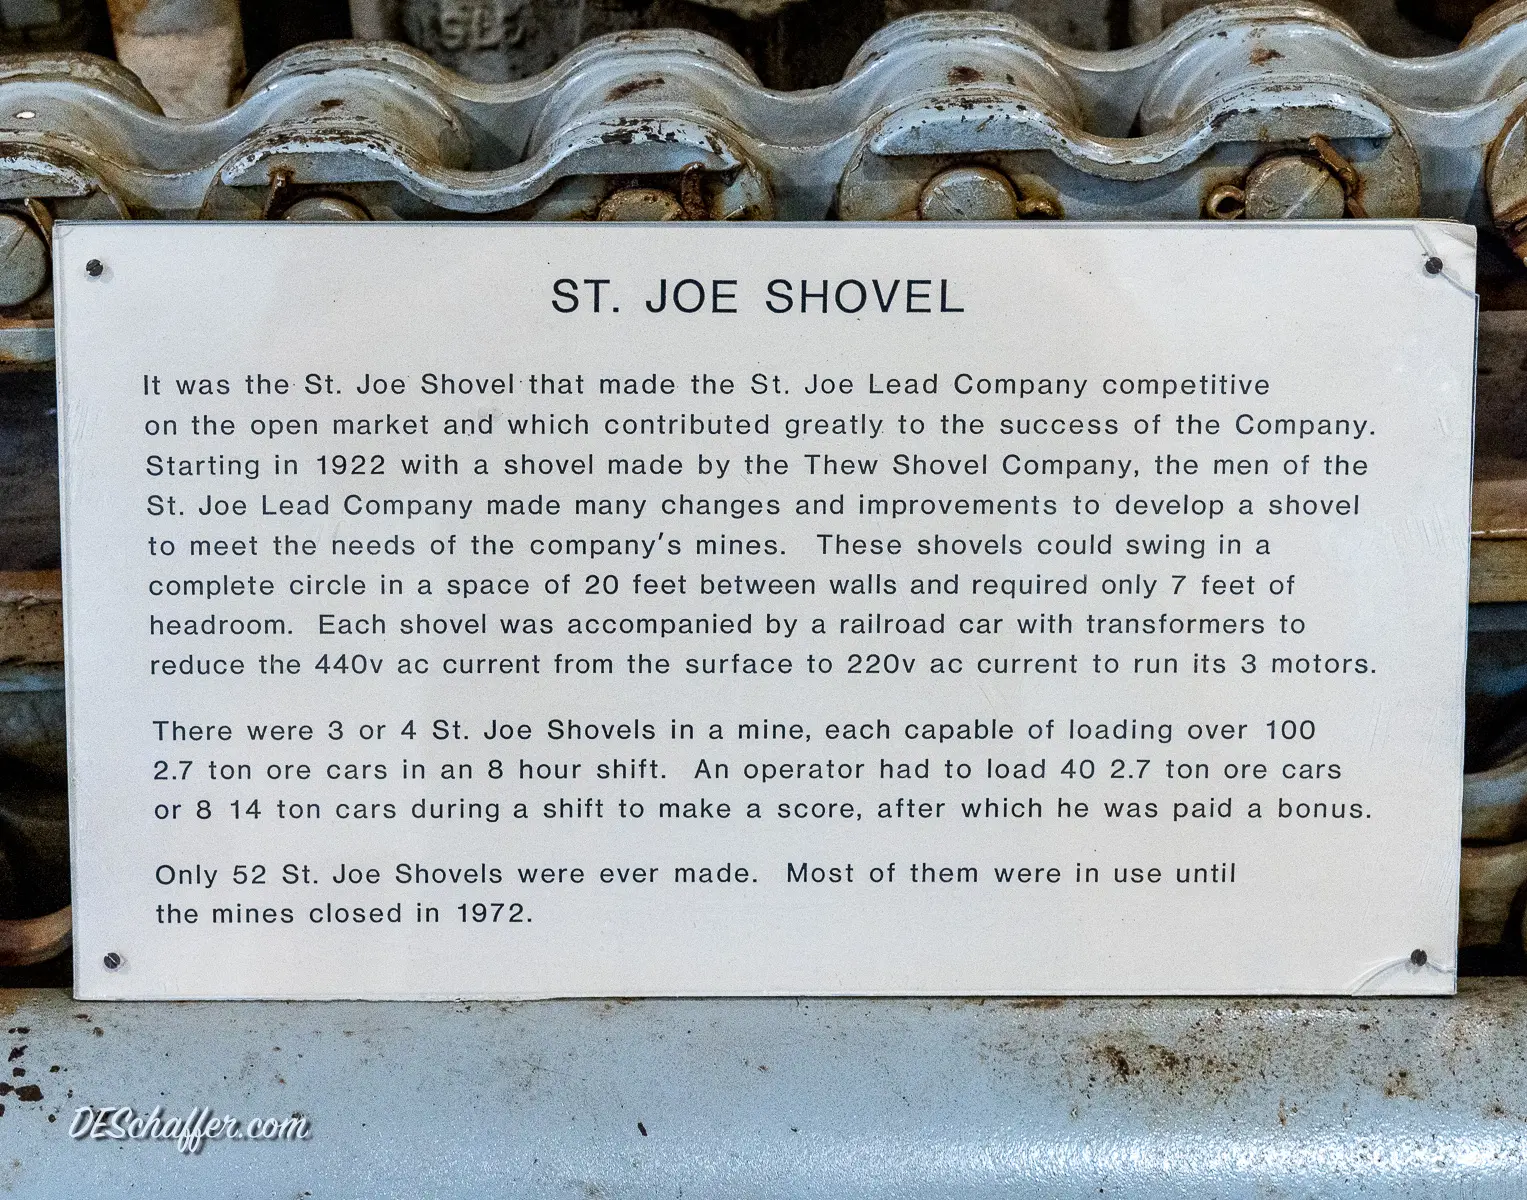 ST. JOE SHOVEL
It was the St. Joe Shovel that made the St. Joe Lead Company competitive
on the open market and which contributed greatly to the success of the Company.
Starting in 1922 with a shovel made by the Thew Shovel Company, the men of the
St. Joe Lead Company made many changes and improvements to develop a shovel
to meet the needs of the company's mines. These shovels could swing in a
complete circle in a space of 20 feet between walls and required only 7 feet of
headroom. Each shovel was accompanied by a railroad car with transformers to
reduce the 440v ac current from the surface to 220v ac current to run its 3 motors.
There were 3 or 4 St. Joe Shovels in a mine, each capable of loading over 100
2.7 ton ore cars in an 8 hour shift. An operator had to load 40 2.7 ton ore cars
or 8 14 ton cars during a shift to make a score, after which he was paid a bonus.
Only 52 St. Joe Shovels were ever made. Most of them were in use until
the mines closed in 1972.
DESchaffer.com